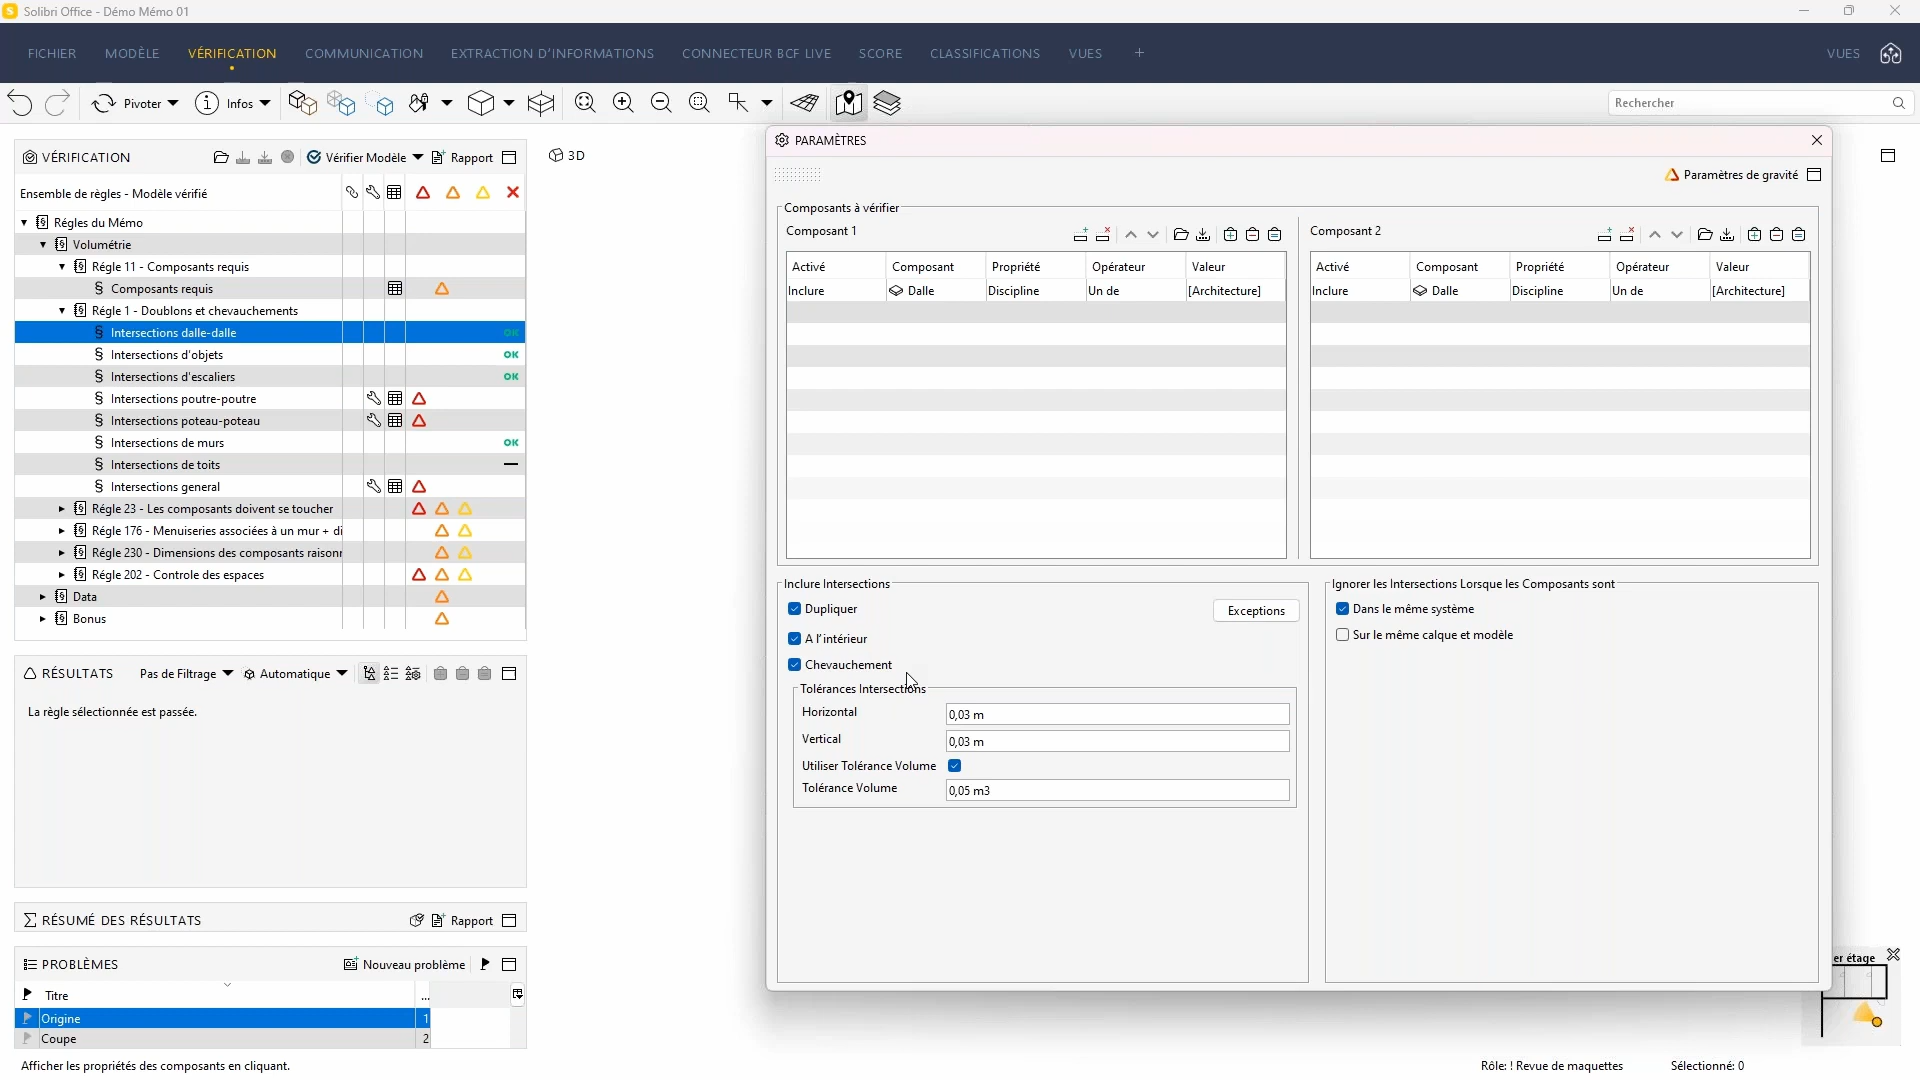 Solibri Office - Démo Mémo 01
FICHIER MODÈLE VÉRIFICATION COMMUNICATION EXTRACTION D'INFORMATIONS CONNECTEUR BCF LIVE SCORE CLASSIFICATIONS VUES + VUES
Pivoter Infos Rechercher
VÉRIFICATION Vérifier Modèle Rapport
Ensemble de règles - Modèle vérifié
Régles du Mémo
Volumétrie
Régle 11 - Composants requis
§ Composants requis
Régle 1 - Doublons et chevauchements
§ Intersections dalle-dalle OK
§ Intersections d'objets OK
§ Intersections d'escaliers OK
§ Intersections poutre-poutre
§ Intersections poteau-poteau
§ Intersections de murs OK
§ Intersections de toits —
§ Intersections general
Régle 23 - Les composants doivent se toucher
Régle 176 - Menuiseries associées à un mur + di
Régle 230 - Dimensions des composants raisonn
Régle 202 - Controle des espaces
Data
Bonus
RÉSULTATS Pas de Filtrage Automatique
La règle sélectionnée est passée.
RÉSUMÉ DES RÉSULTATS Rapport
PROBLÈMES Nouveau problème
Titre ...
Origine 1
Coupe 2
Afficher les propriétés des composants en cliquant.
3D
PARAMÈTRES
Paramètres de gravité
Composants à vérifier
Composant 1
Activé Composant Propriété Opérateur Valeur
Inclure Dalle Discipline Un de [Architecture]
Composant 2
Activé Composant Propriété Opérateur Valeur
Inclure Dalle Discipline Un de [Architecture]
Inclure Intersections
Dupliquer Exceptions
A l'intérieur
Chevauchement
Tolérances Intersections
Horizontal 0,03 m
Vertical 0,03 m
Utiliser Tolérance Volume
Tolérance Volume 0,05 m3
Ignorer les Intersections Lorsque les Composants sont
Dans le même système
Sur le même calque et modèle
er étage
Rôle: ! Revue de maquettes Sélectionné: 0